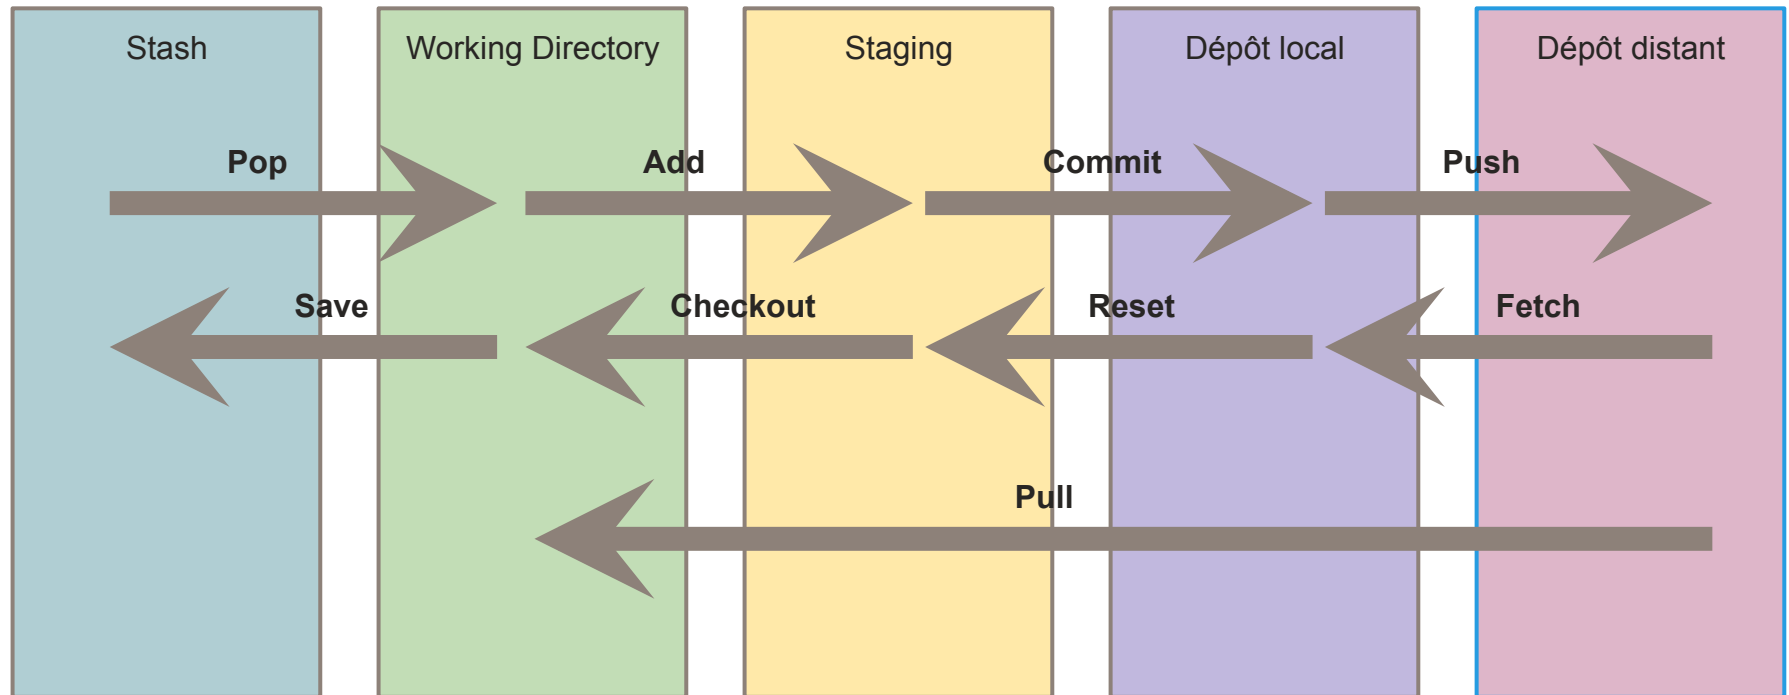 Stash
Working Directory
Staging
Dépôt local
Dépôt distant
Pop
Add
Commit
Push
Save
Checkout
Reset
Fetch
Pull